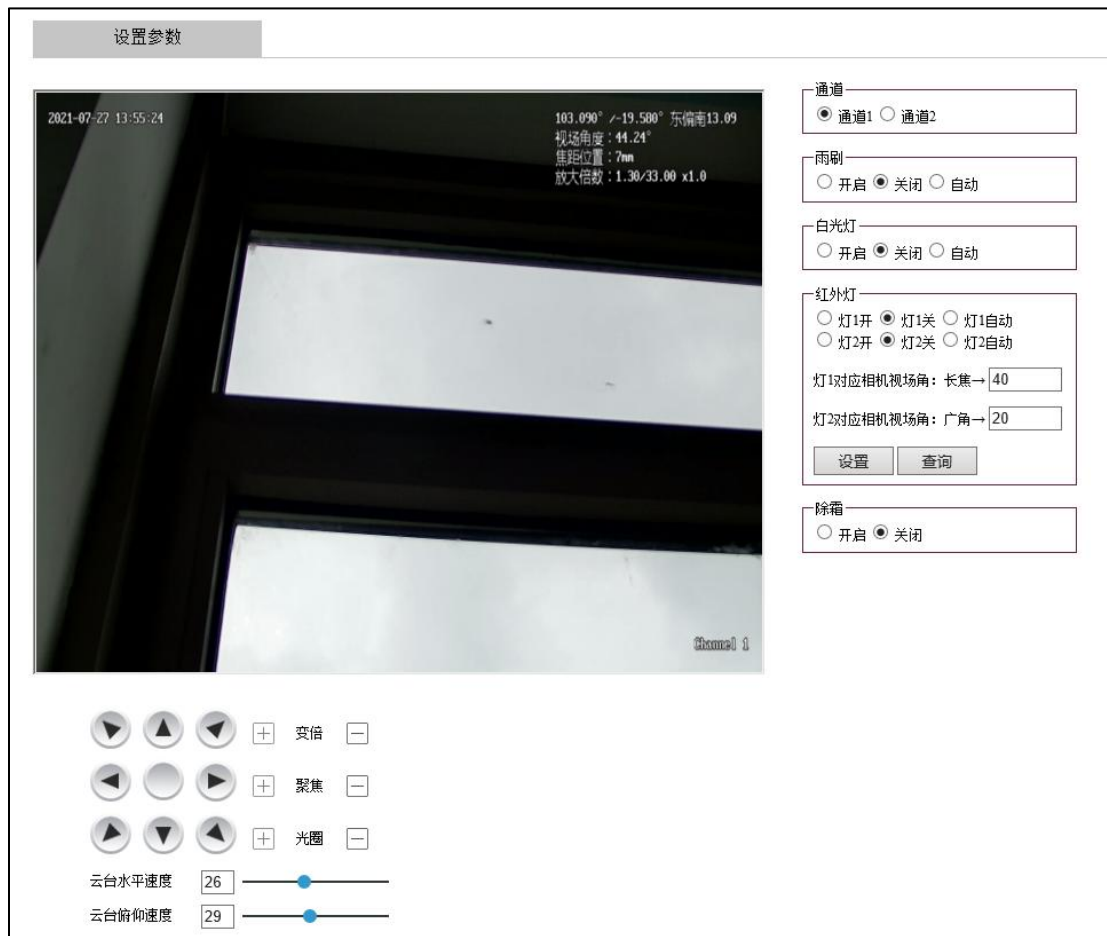 设置参数
2021-07-27 13:55:24
103.090° /-19.580° 东偏南13.09
视场角度：44.24°
焦距位置：7mm
放大倍数：1.30/33.00 x1.0
Channel 1
通道
通道1 通道2
雨刷
开启 关闭 自动
白光灯
开启 关闭 自动
红外灯
灯1开 灯1关 灯1自动
灯2开 灯2关 灯2自动
灯1对应相机视场角：长焦→ 40
灯2对应相机视场角：广角→ 20
设置 查询
除霜
开启 关闭
变倍
聚焦
光圈
云台水平速度 26
云台俯仰速度 29